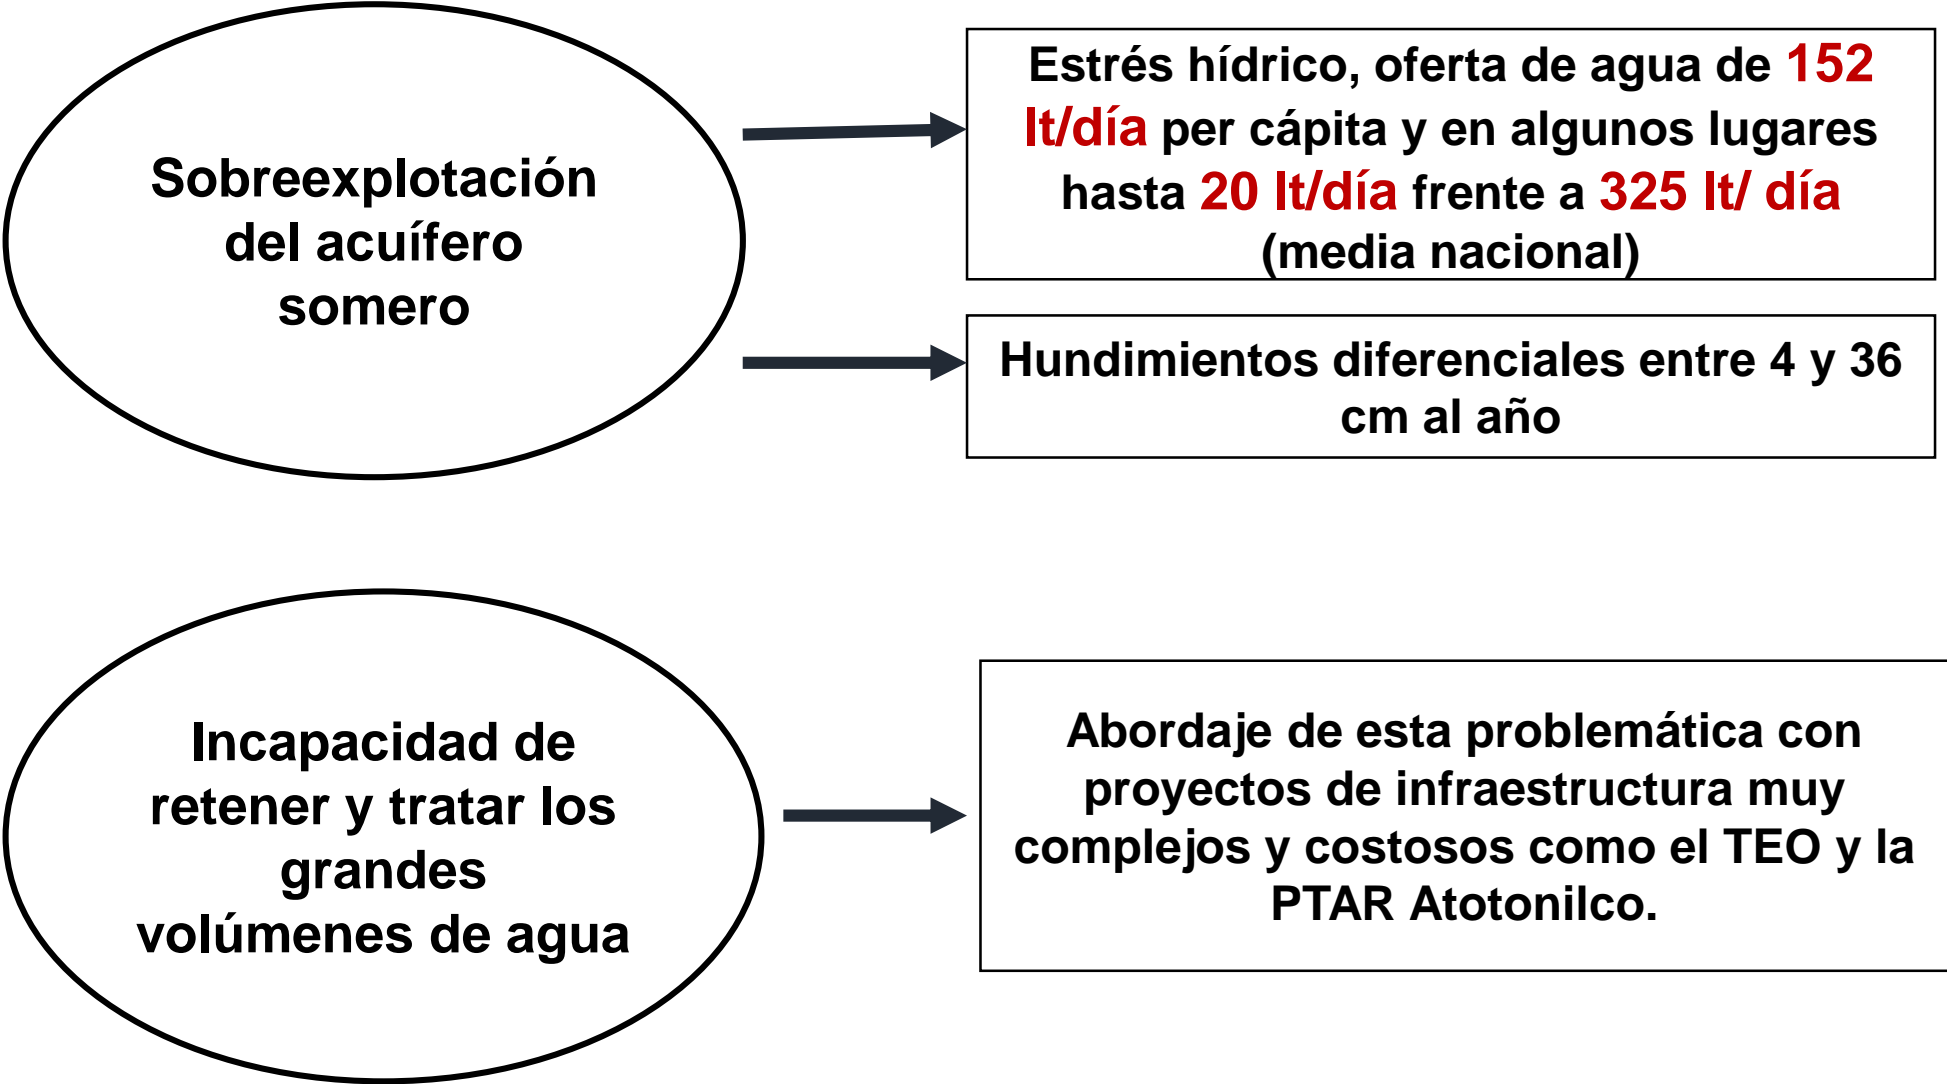 Sobreexplotación
del acuífero
somero
Estrés hídrico, oferta de agua de 152
lt/día per cápita y en algunos lugares
hasta 20 lt/día frente a 325 lt/ día
(media nacional)
Hundimientos diferenciales entre 4 y 36
cm al año
Incapacidad de
retener y tratar los
grandes
volúmenes de agua
Abordaje de esta problemática con
proyectos de infraestructura muy
complejos y costosos como el TEO y la
PTAR Atotonilco.